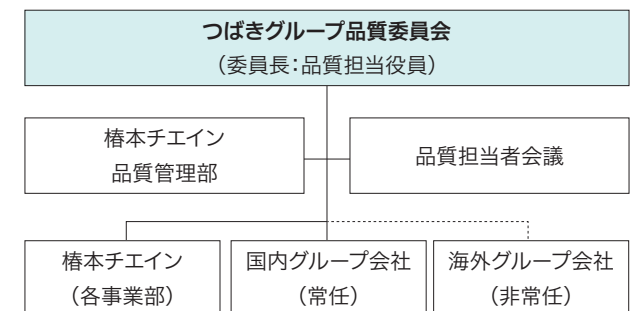 つばきグループ品質委員会
（委員長：品質担当役員）
椿本チエイン
品質管理部
品質担当者会議
椿本チエイン
（各事業部）
国内グループ会社
（常任）
海外グループ会社
（非常任）